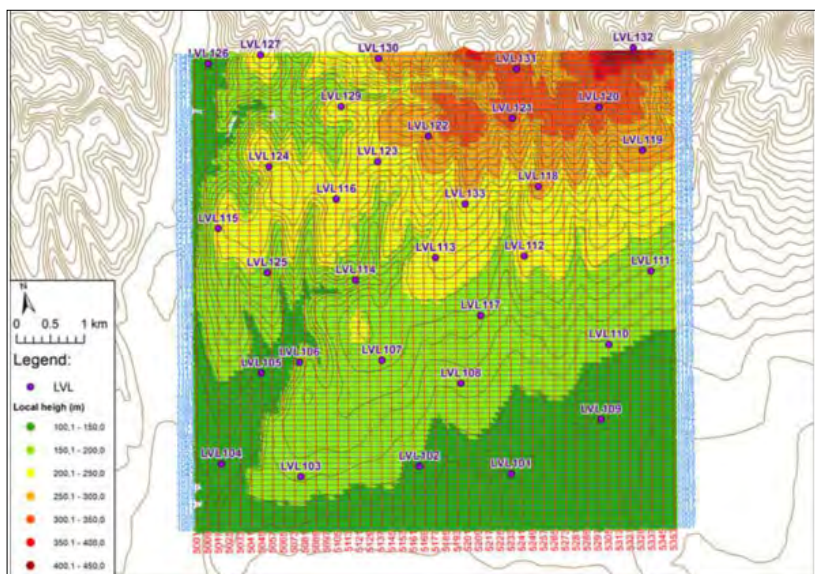 LVL132
LVL127
LVL130
LVL126
LVL131
LVL129
LVL120
LVL121
LVL122
LVL119
LVL123
LVL124
LVL118
LVL116
LVL133
LVL115
LVL112
LVL113
LVL111
LVL125
LVL114
LVL117
LVL110
LVL106
LVL107
LVL105
LVL108
LVL109
LVL104
LVL102
LVL103
LVL101
N
0 0.5 1 km
Legend:
LVL
Local heigh (m)
100,1 - 150,0
150,1 - 200,0
200,1 - 250,0
250,1 - 300,0
300,1 - 350,0
350,1 - 400,0
400,1 - 450,0